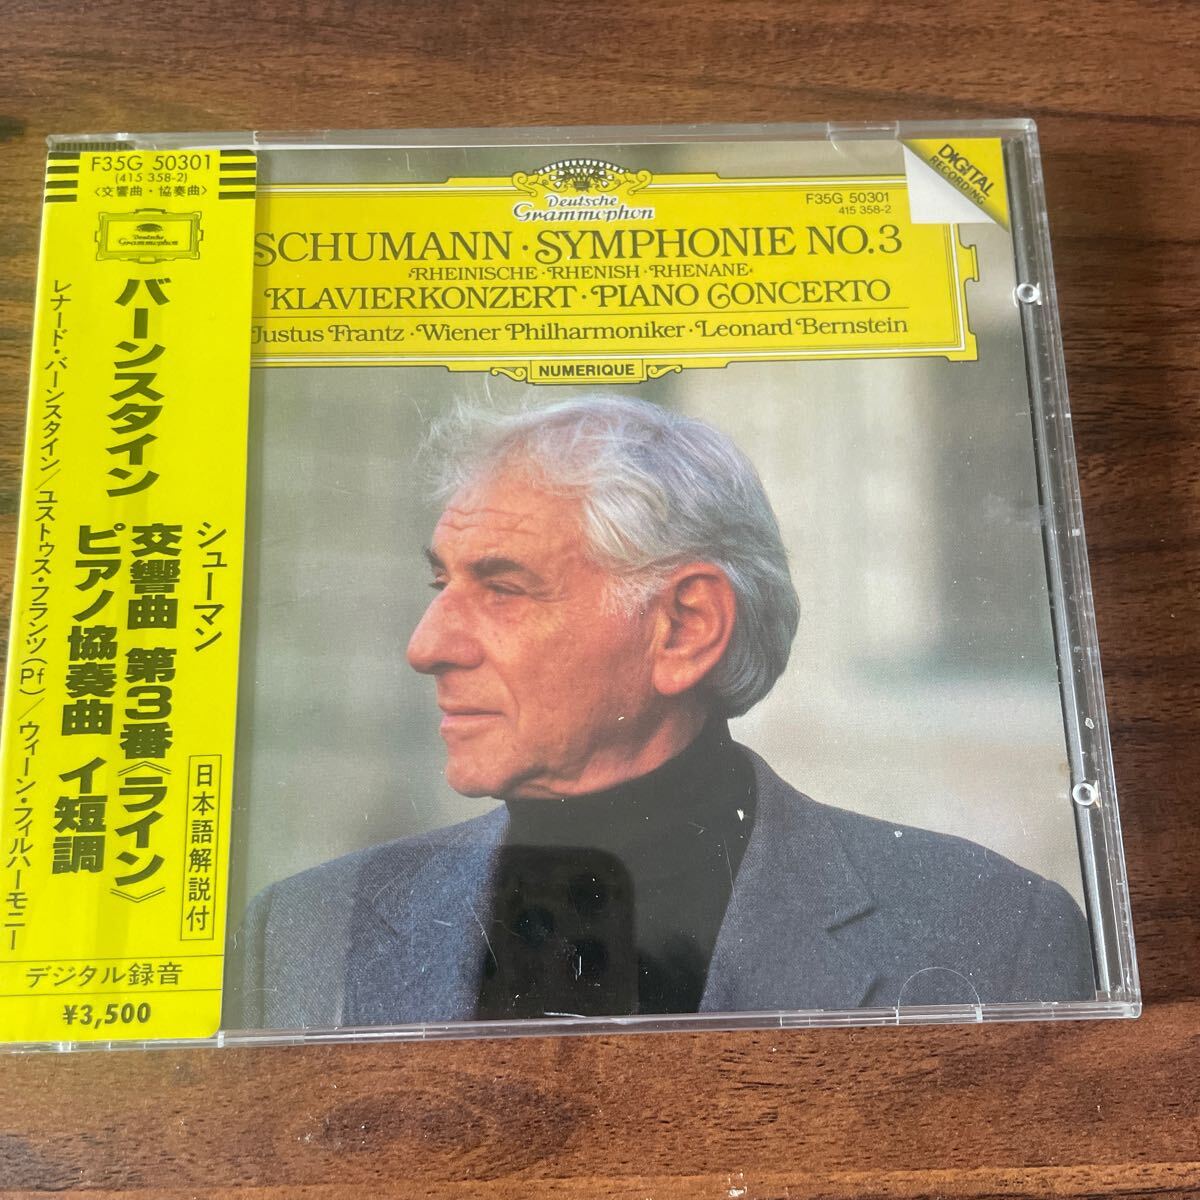 F35G 50301
(415 358-2)
〈交響曲・協奏曲〉
Deutsche
Grammophon
バーンスタイン
シューマン
交響曲 第3番《ライン》
ピアノ協奏曲 イ短調
レナード・バーンスタイン／ユストゥス・フランツ(Pf)／ウィーン・フィルハーモニー
日本語解説付
デジタル録音
¥3,500
Deutsche
Grammophon
F35G 50301
415 358-2
DIGITAL
RECORDING
SCHUMANN · SYMPHONIE NO. 3
›RHEINISCHE · RHENISH · RHENANE‹
KLAVIERKONZERT · PIANO CONCERTO
Justus Frantz · Wiener Philharmoniker · Leonard Bernstein
NUMERIQUE